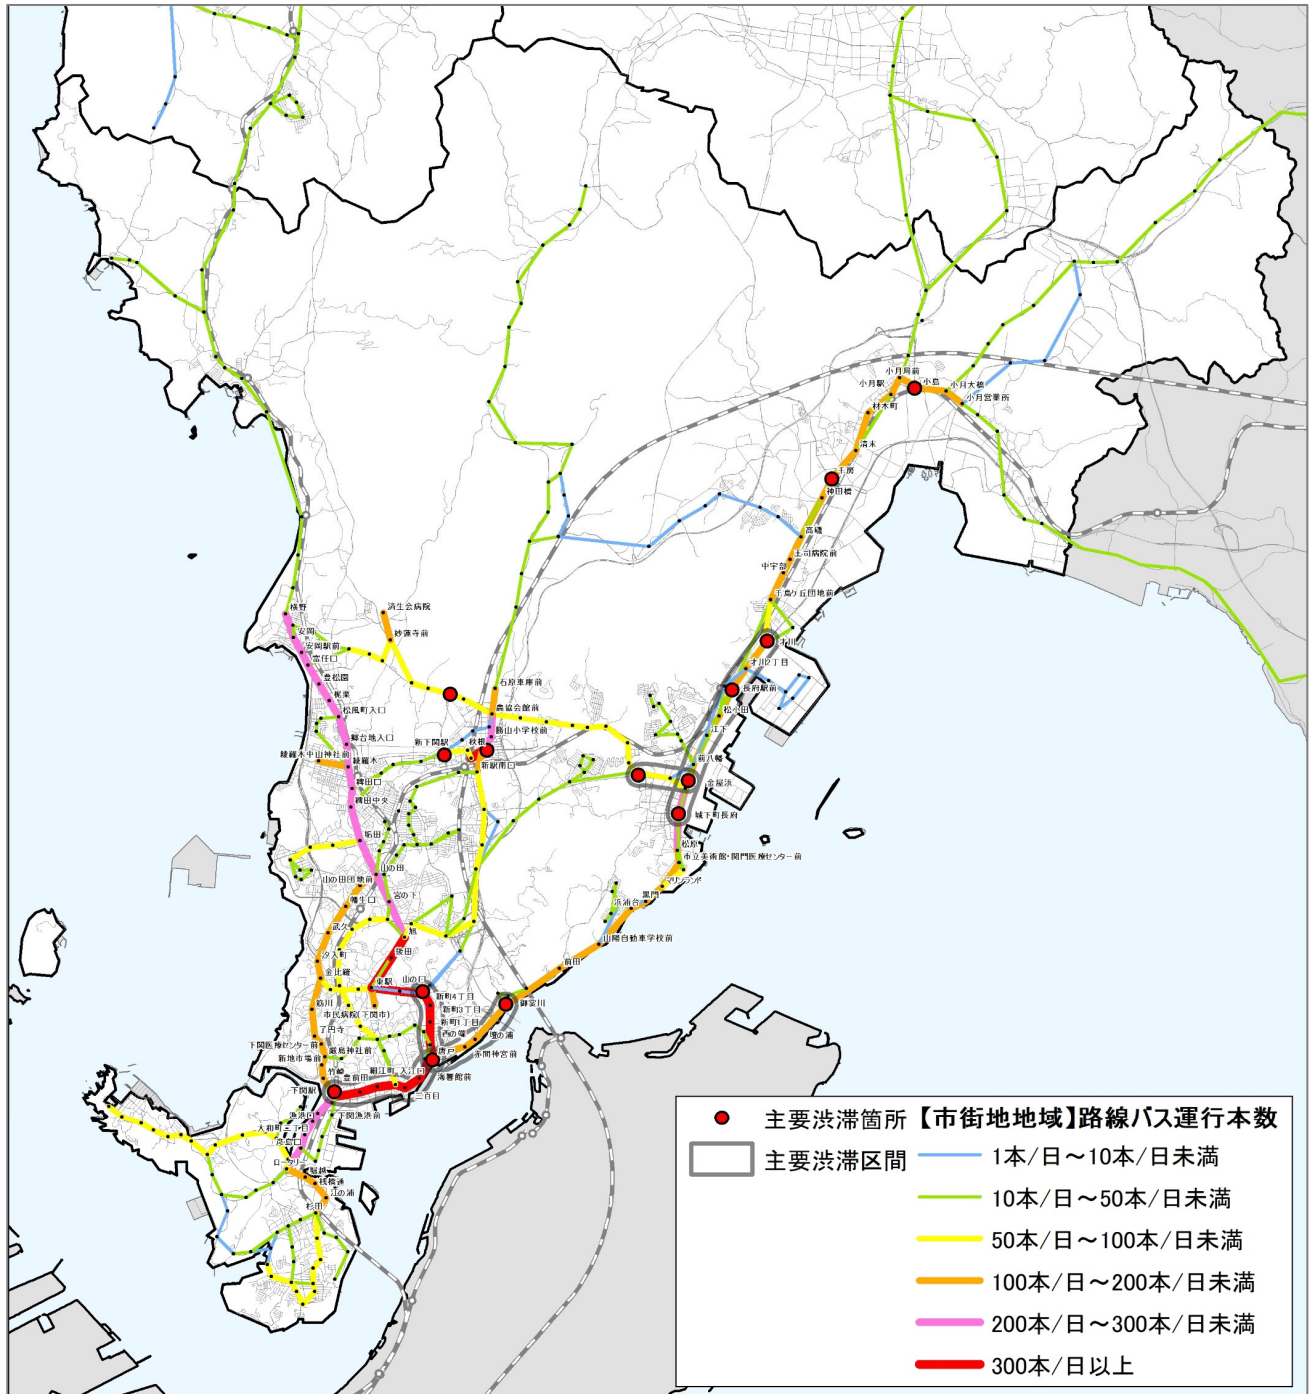 小月局前
小月駅
小島
小月大橋
小月営業所
材木町
清末
千房
神田橋
高磯
王司病院前
中宇部
千鳥ケ丘団地前
才川
才川2丁目
長府駅前
松小田
江下
前八幡
金屋浜
城下町長府
松原
市立美術館・関門医療センター前
マリンランド
黒門
浜浦台
山陽自動車学校前
前田
御裳川
壇の浦
赤間神宮前
横野
安岡
安岡駅前
富任口
豊松園
梶栗
松風町入口
綾羅木中山神社前
綾羅木
稗田口
稗田中央
垢田
山の田
山の田団地前
幡生口
宮の下
武久
旭
後田
汐入町
金比羅
東駅
山の口
筋川
市民病院(下関市)
新町4丁目
新町3丁目
新町1丁目
西の端
唐戸
了円寺
下関医療センター前
厳島神社前
新地市場前
竹崎
豊前田
細江町
入江口
海響館前
三百目
下関駅
漁港口
下関漁港前
大和町三丁目
彦島口
ロータリー
堀越
桟橋通
江の浦
杉田
済生会病院
妙蓮寺前
石原車庫前
農協会館前
勝山小学校前
新下関駅
秋根
新駅南口
主要渋滞箇所
主要渋滞区間
【市街地地域】路線バス運行本数
1本/日～10本/日未満
10本/日～50本/日未満
50本/日～100本/日未満
100本/日～200本/日未満
200本/日～300本/日未満
300本/日以上